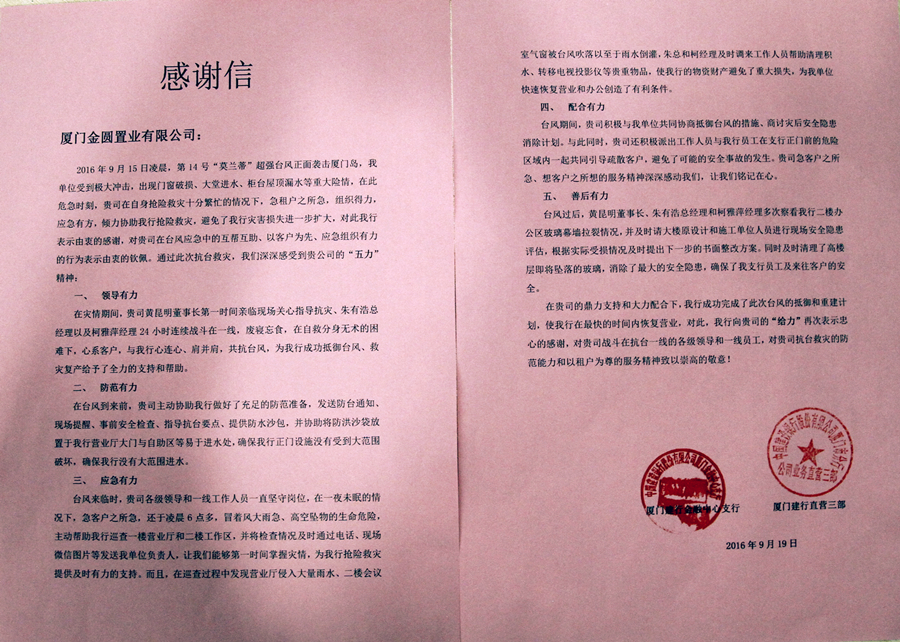 感谢信
厦门金圆置业有限公司：
2016年9月15日凌晨，第14号“莫兰蒂”超强台风正面袭击厦门岛，我
单位受到极大冲击，出现门窗破损、大堂进水、柜台屋顶漏水等重大险情，在此
危急时刻，贵司在自身抢险救灾十分繁忙的情况下，急租户之所急，组织得力，
应急有方，倾力协助我行抢险救灾，避免了我行灾害损失进一步扩大，对此我行
表示由衷的感谢，对贵司在台风应急中的互帮互助、以客户为先、应急组织有力
的行为表示由衷的钦佩。通过此次抗台救灾，我们深深感受到贵公司的“五力”
精神：
一、 领导有力
在灾情期间，贵司黄昆明董事长第一时间亲临现场关心指导抗灾、朱有浩总
经理以及柯雅萍经理24小时连续战斗在一线，废寝忘食，在自救分身无术的困
难下，心系客户，与我行心连心、肩并肩，共抗台风，为我行成功抵御台风、救
灾复产给予了全力的支持和帮助。
二、 防范有力
在台风到来前，贵司主动协助我行做好了充足的防范准备，发送防台通知、
现场提醒、事前安全检查、指导抗台要点、提供防水沙包，并协助将防洪沙袋放
置于我行营业厅大门与自助区等易于进水处，确保我行正门设施没有受到大范围
破坏，确保我行没有大范围进水。
三、 应急有力
台风来临时，贵司各级领导和一线工作人员一直坚守岗位，在一夜未眠的情
况下，急客户之所急，还于凌晨6点多，冒着风大雨急、高空坠物的生命危险，
主动帮助我行巡查一楼营业厅和二楼工作区，并将检查情况及时通过电话、现场
微信图片等发送我单位负责人，让我们能够第一时间掌握灾情，为我行抢险救灾
提供及时有力的支持。而且，在巡查过程中发现营业厅侵入大量雨水、二楼会议
室气窗被台风吹落以至于雨水倒灌，朱总和柯经理及时调来工作人员帮助清理积
水、转移电视投影仪等贵重物品，使我行的物资财产避免了重大损失，为我单位
快速恢复营业和办公创造了有利条件。
四、 配合有力
台风期间，贵司积极与我单位共同协商抵御台风的措施、商讨灾后安全隐患
消除计划。与此同时，贵司还积极派出工作人员与我行员工在支行正门前的危险
区域内一起共同引导疏散客户，避免了可能的安全事故的发生。贵司急客户之所
急、想客户之所想的服务精神深深感动我们，让我们铭记在心。
五、 善后有力
台风过后，黄昆明董事长、朱有浩总经理和柯雅萍经理多次察看我行二楼办
公区玻璃幕墙拉裂情况，并及时请大楼原设计和施工单位人员进行现场安全隐患
评估，根据实际受损情况及时提出下一步的书面整改方案，同时及时清理了高楼
层即将坠落的玻璃，消除了最大的安全隐患，确保了我支行员工及来往客户的安
全。
在贵司的鼎力支持和大力配合下，我行成功完成了此次台风的抵御和重建计
划，使我行在最快的时间内恢复营业，对此，我行向贵司的“给力”再次表示忠
心的感谢，对贵司战斗在抗台一线的各级领导和一线员工，对贵司抗台救灾的防
范能力和以租户为尊的服务精神致以崇高的敬意！
中国建设银行股份有限公司厦门市分行
公司业务直营三部
厦门建行金融中心支行 厦门建行直营三部
2016年9月19日